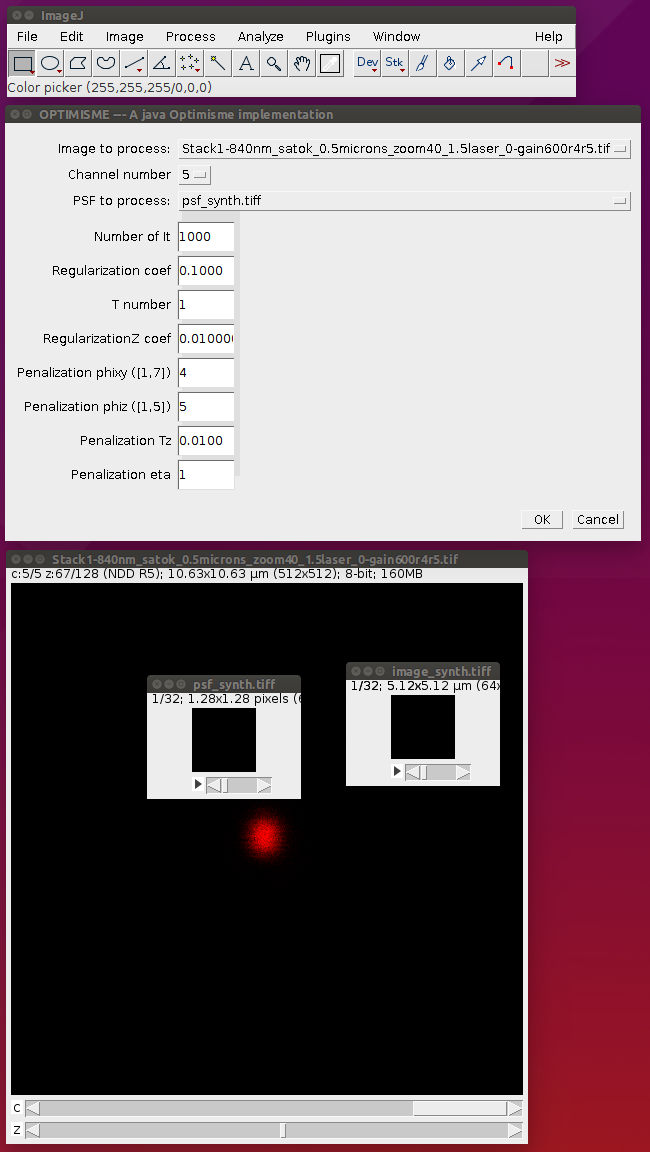 ImageJ
File Edit Image Process Analyze Plugins Window Help
A Dev Stk >>
Color picker (255,255,255/0,0,0)
OPTIMISME --- A java Optimisme implementation
Image to process: Stack1-840nm_satok_0.5microns_zoom40_1.5laser_0-gain600r4r5.tif
Channel number 5
PSF to process: psf_synth.tiff
Number of It 1000
Regularization coef 0.1000
T number 1
RegularizationZ coef 0.010000
Penalization phixy ([1,7]) 4
Penalization phiz ([1,5]) 5
Penalization Tz 0.0100
Penalization eta 1
OK Cancel
Stack1-840nm_satok_0.5microns_zoom40_1.5laser_0-gain600r4r5.tif
c:5/5 z:67/128 (NDD R5); 10.63x10.63 µm (512x512); 8-bit; 160MB
psf_synth.tiff
1/32; 1.28x1.28 pixels (6
image_synth.tiff
1/32; 5.12x5.12 µm (64x
C
Z